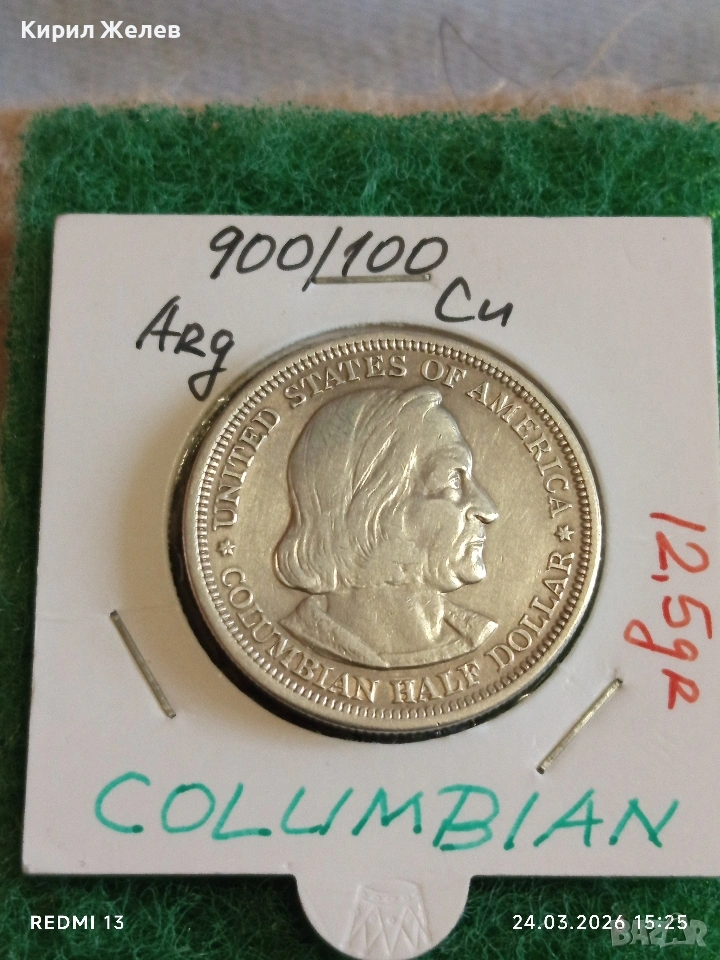 Кирил Желев
900/100
Arg
Cu
UNITED STATES OF AMERICA
COLUMBIAN HALF DOLLAR
12,5gr
COLUMBIAN
REDMI 13
24.03.2026 15:25
BAZAR